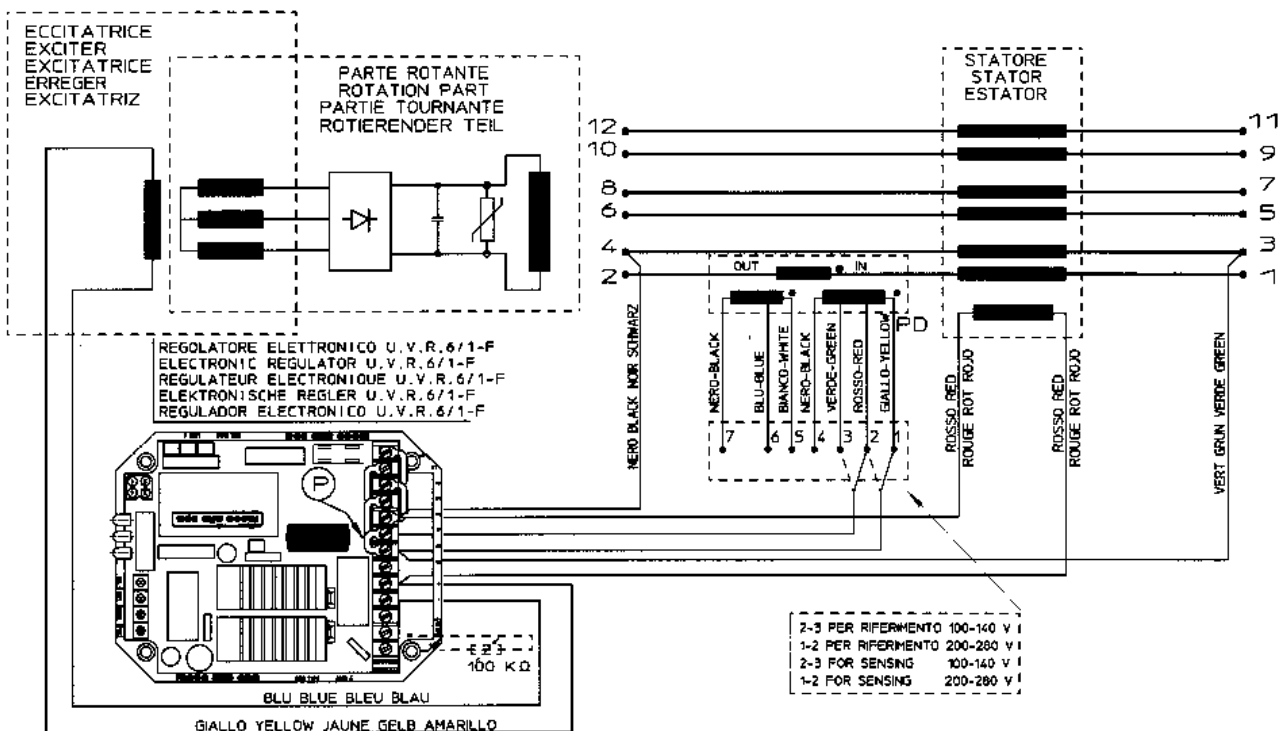 ECCITATRICE
EXCITER
EXCITATRICE
ERREGER
EXCITATRIZ
PARTE ROTANTE
ROTATION PART
PARTIE TOURNANTE
ROTIERENDER TEIL
STATORE
STATOR
ESTATOR
12
11
10
9
8
7
6
5
4
3
2
1
OUT
IN
PD
NERO-BLACK
BLU-BLUE
BIANCO-WHITE
NERO-BLACK
VERDE-GREEN
ROSSO-RED
GIALLO-YELLOW
7
6
5
4
3
2
1
NERO BLACK NOIR SCHWARZ
ROSSO RED
ROUGE ROT ROJO
ROSSO RED
ROUGE ROT ROJO
VERT GRUN VERDE GREEN
REGOLATORE ELETTRONICO U.V.R.6/1-F
ELECTRONIC REGULATOR U.V.R.6/1-F
REGULATEUR ELECTRONIQUE U.V.R.6/1-F
ELEKTRONISCHE REGLER U.V.R.6/1-F
REGULADOR ELECTRONICO U.V.R.6/1-F
P
100 KΩ
2-3 PER RIFERIMENTO 100-140 V
1-2 PER RIFERIMENTO 200-280 V
2-3 FOR SENSING 100-140 V
1-2 FOR SENSING 200-280 V
BLU BLUE BLEU BLAU
GIALLO YELLOW JAUNE GELB AMARILLO